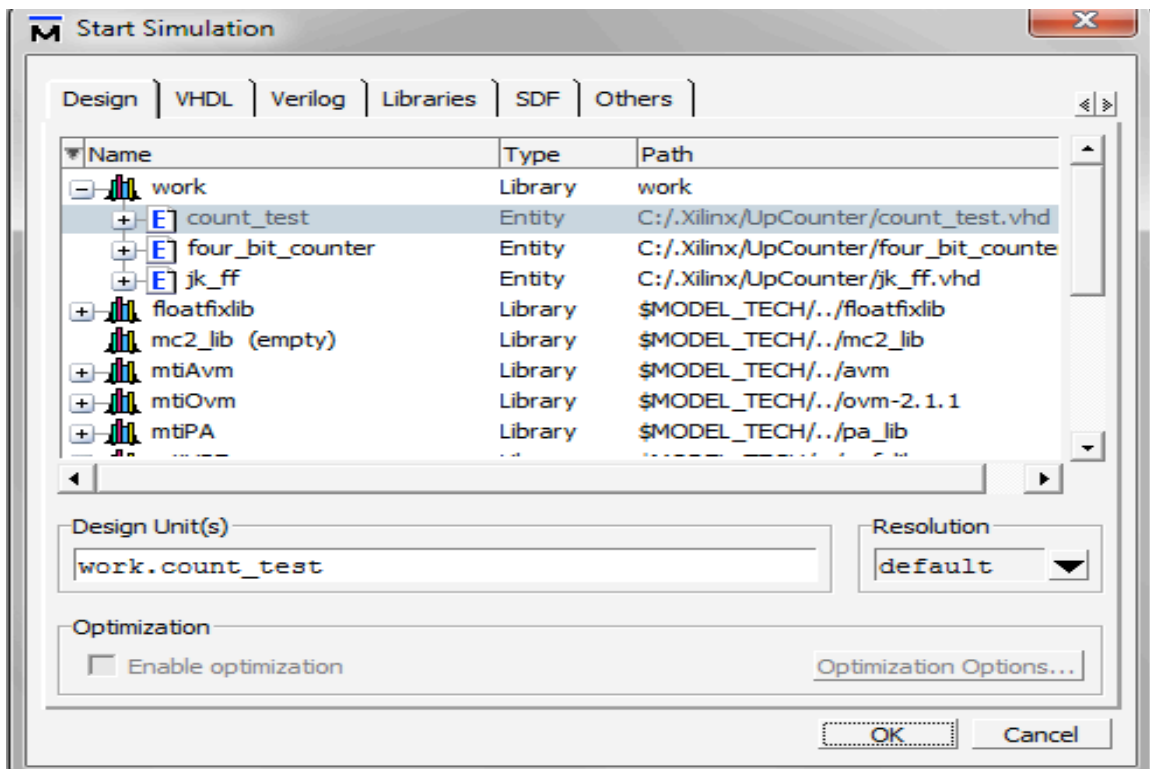 Start Simulation
Design VHDL Verilog Libraries SDF Others
Name Type Path
work Library work
count_test Entity C:/.Xilinx/UpCounter/count_test.vhd
four_bit_counter Entity C:/.Xilinx/UpCounter/four_bit_counte
jk_ff Entity C:/.Xilinx/UpCounter/jk_ff.vhd
floatfixlib Library $MODEL_TECH/../floatfixlib
mc2_lib (empty) Library $MODEL_TECH/../mc2_lib
mtiAvm Library $MODEL_TECH/../avm
mtiOvm Library $MODEL_TECH/../ovm-2.1.1
mtiPA Library $MODEL_TECH/../pa_lib
Design Unit(s) Resolution
work.count_test default
Optimization
Enable optimization Optimization Options...
OK Cancel